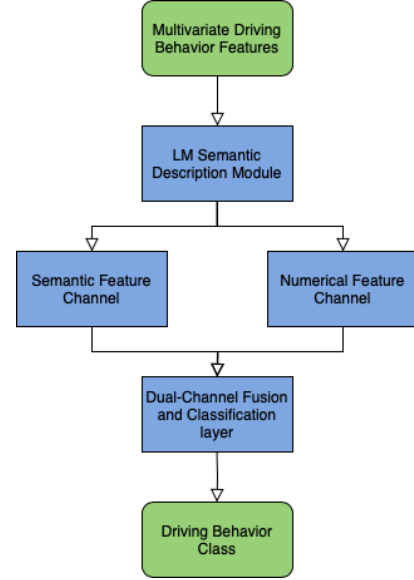 Multivariate Driving
Behavior Features
LM Semantic
Description Module
Semantic Feature
Channel
Numerical Feature
Channel
Dual-Channel Fusion
and Classification
layer
Driving Behavior
Class